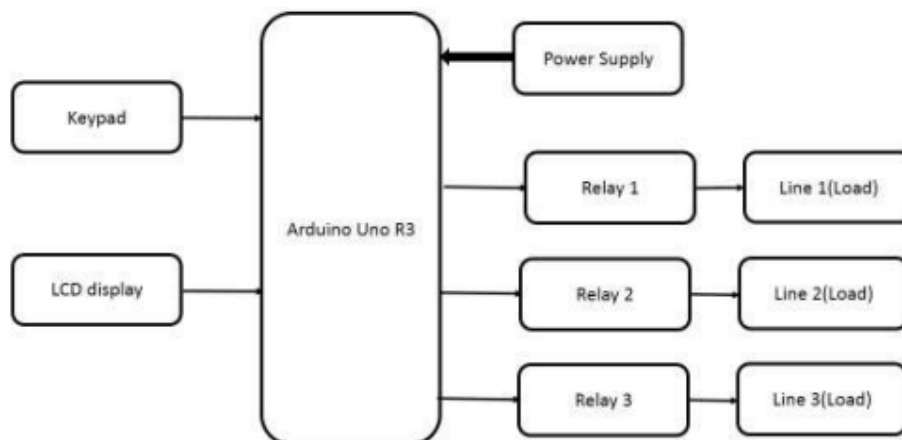 Power Supply
Keypad
Relay 1
Line 1(Load)
Arduino Uno R3
LCD display
Relay 2
Line 2(Load)
Relay 3
Line 3(Load)